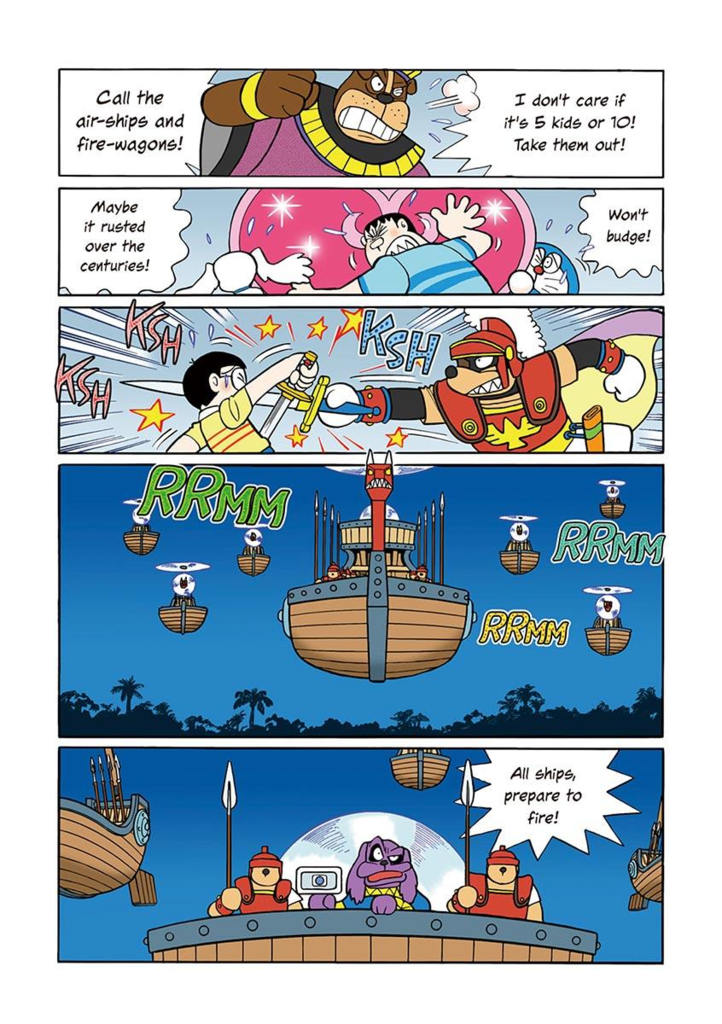 Call the
air-ships and
fire-wagons!
I don't care if
it's 5 kids or 10!
Take them out!
Maybe
it rusted
over the
centuries!
Won't
budge!
KSH
KSH
KSH
RRMM
RRMM
RRMM
All ships,
prepare to
fire!